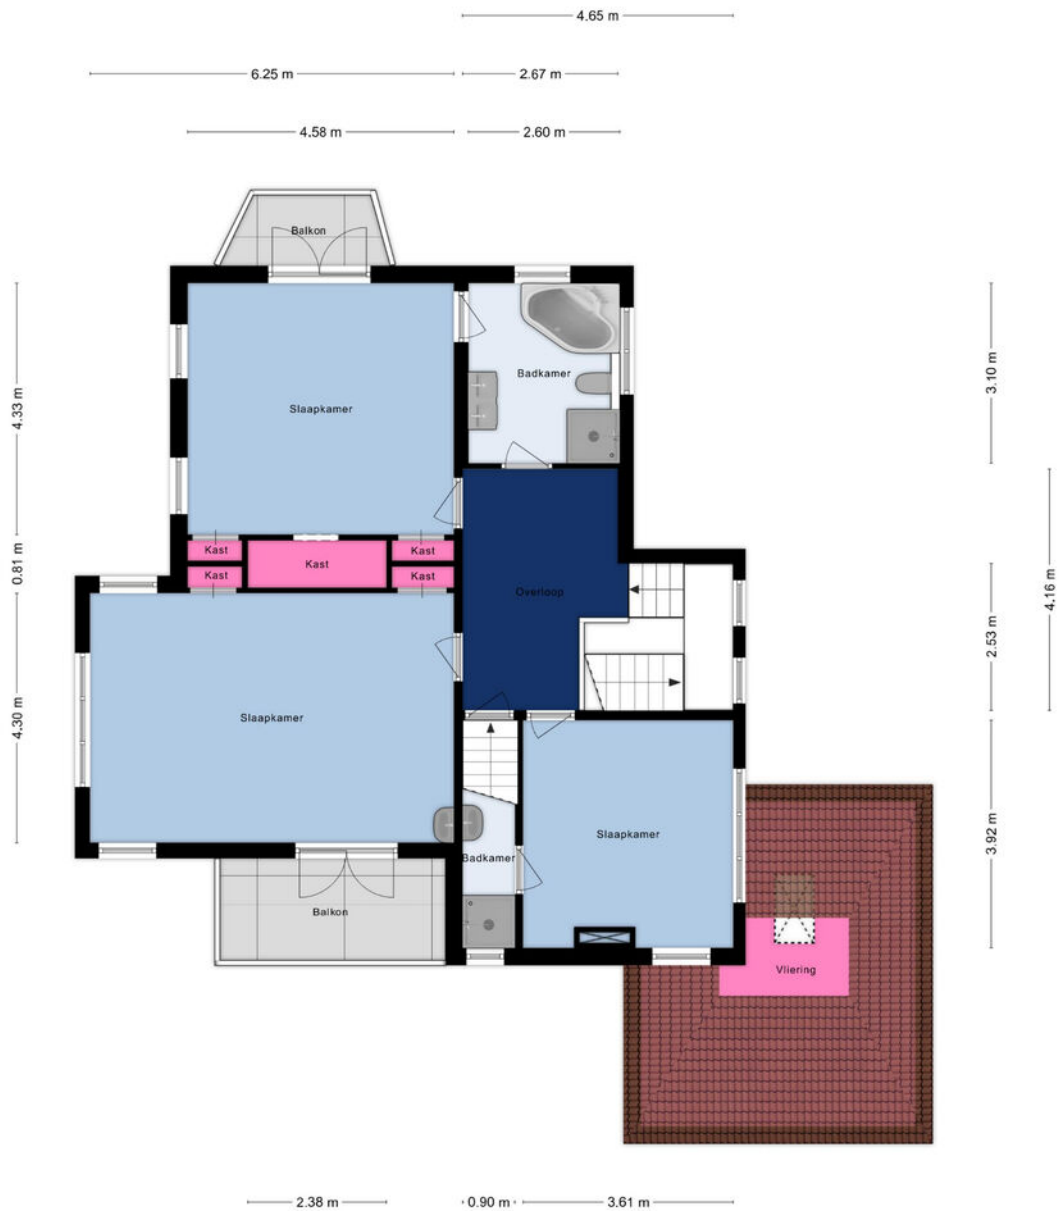 4.65 m
6.25 m
2.67 m
4.58 m
2.60 m
Balkon
Badkamer
3.10 m
4.33 m
Slaapkamer
Kast
Kast
Kast
Kast
Kast
0.81 m
Overloop
4.16 m
2.53 m
4.30 m
Slaapkamer
Slaapkamer
3.92 m
Badkamer
Balkon
Vliering
2.38 m
0.90 m
3.61 m